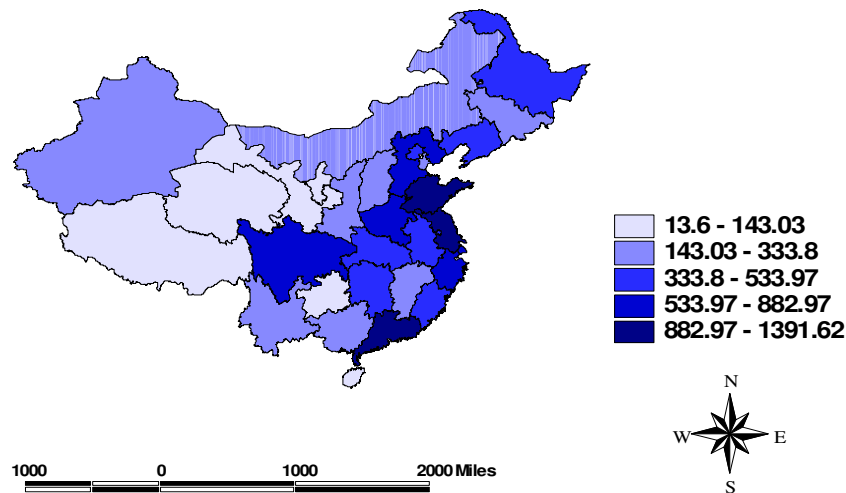 13.6 - 143.03
143.03 - 333.8
333.8 - 533.97
533.97 - 882.97
882.97 - 1391.62
N
W E
S
1000 0 1000 2000 Miles